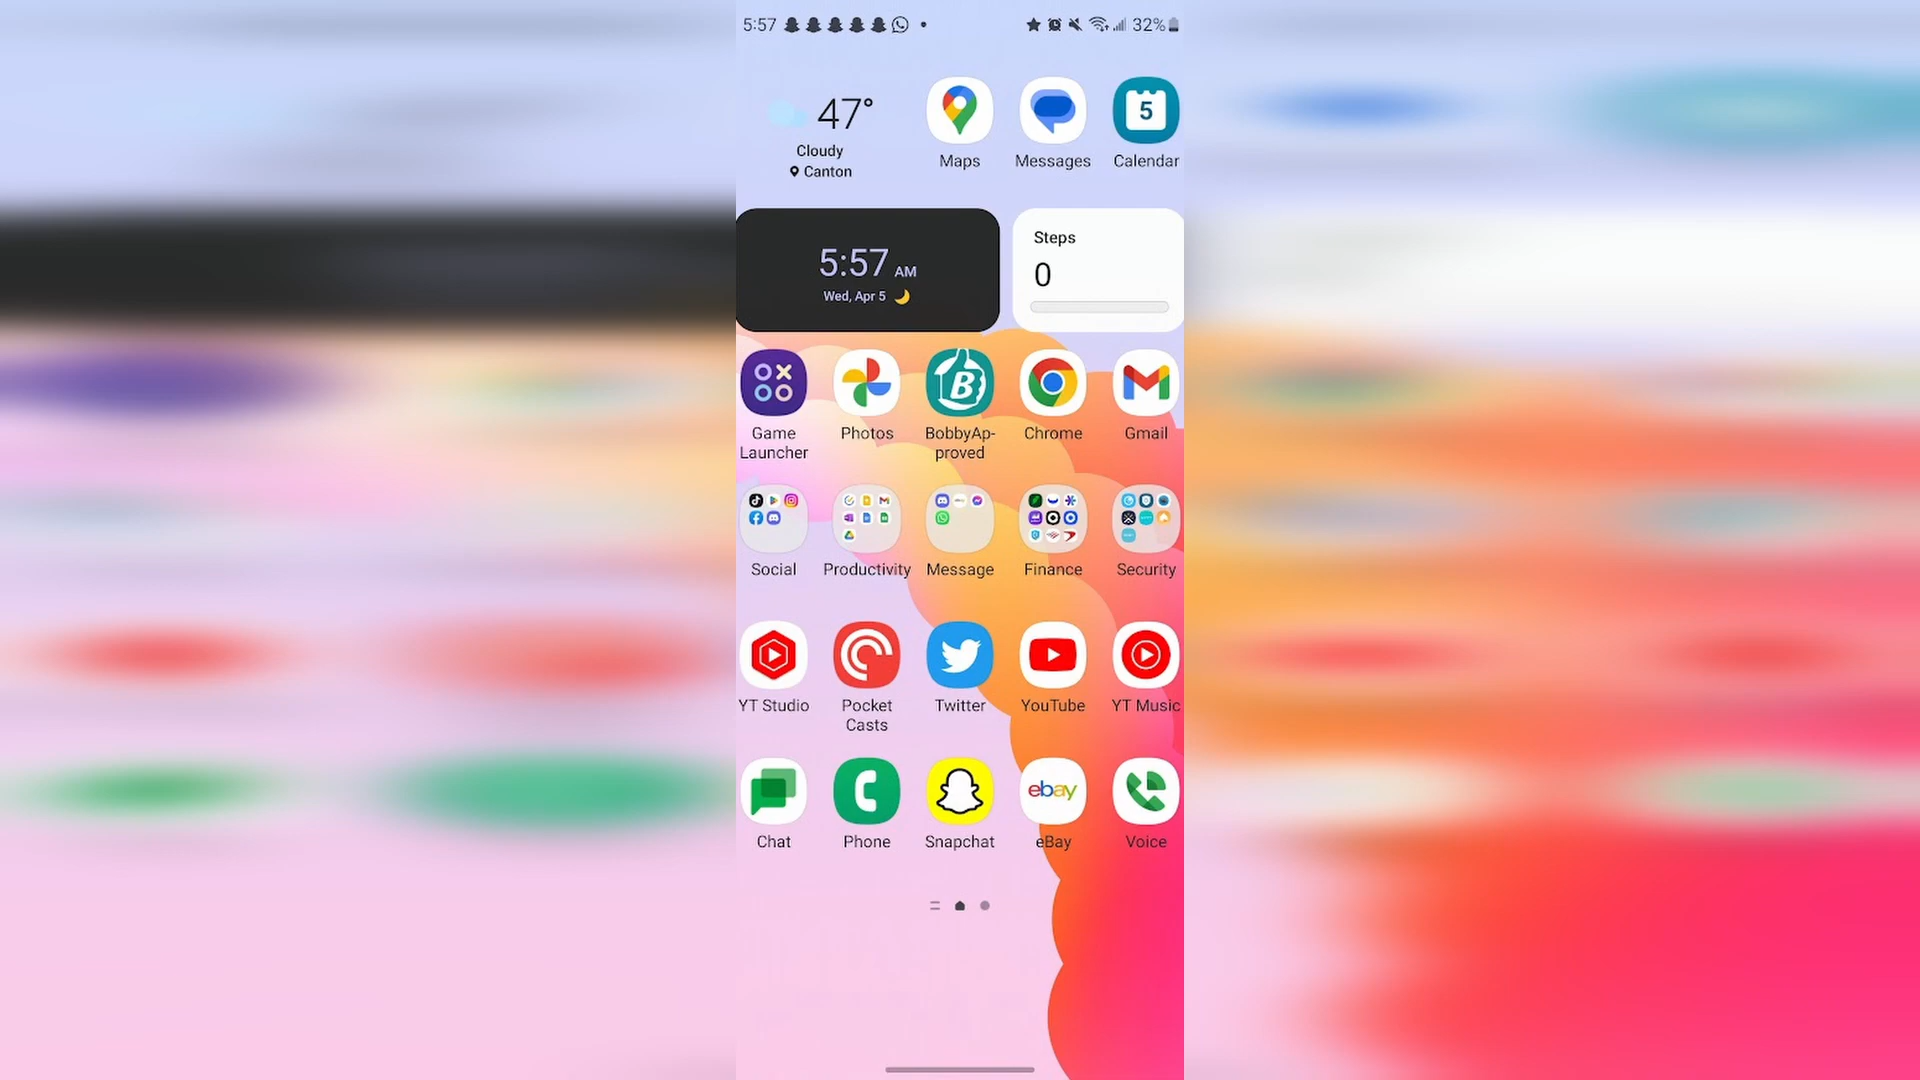 5:57
32%
47°
Cloudy
Canton
Maps
Messages
5
Calendar
5:57 AM
Wed, Apr 5
Steps
0
Game Launcher
Photos
B
BobbyAp-
proved
Chrome
Gmail
Social
Productivity
Message
Finance
Security
YT Studio
Pocket Casts
Twitter
YouTube
YT Music
Chat
Phone
Snapchat
ebay
eBay
Voice